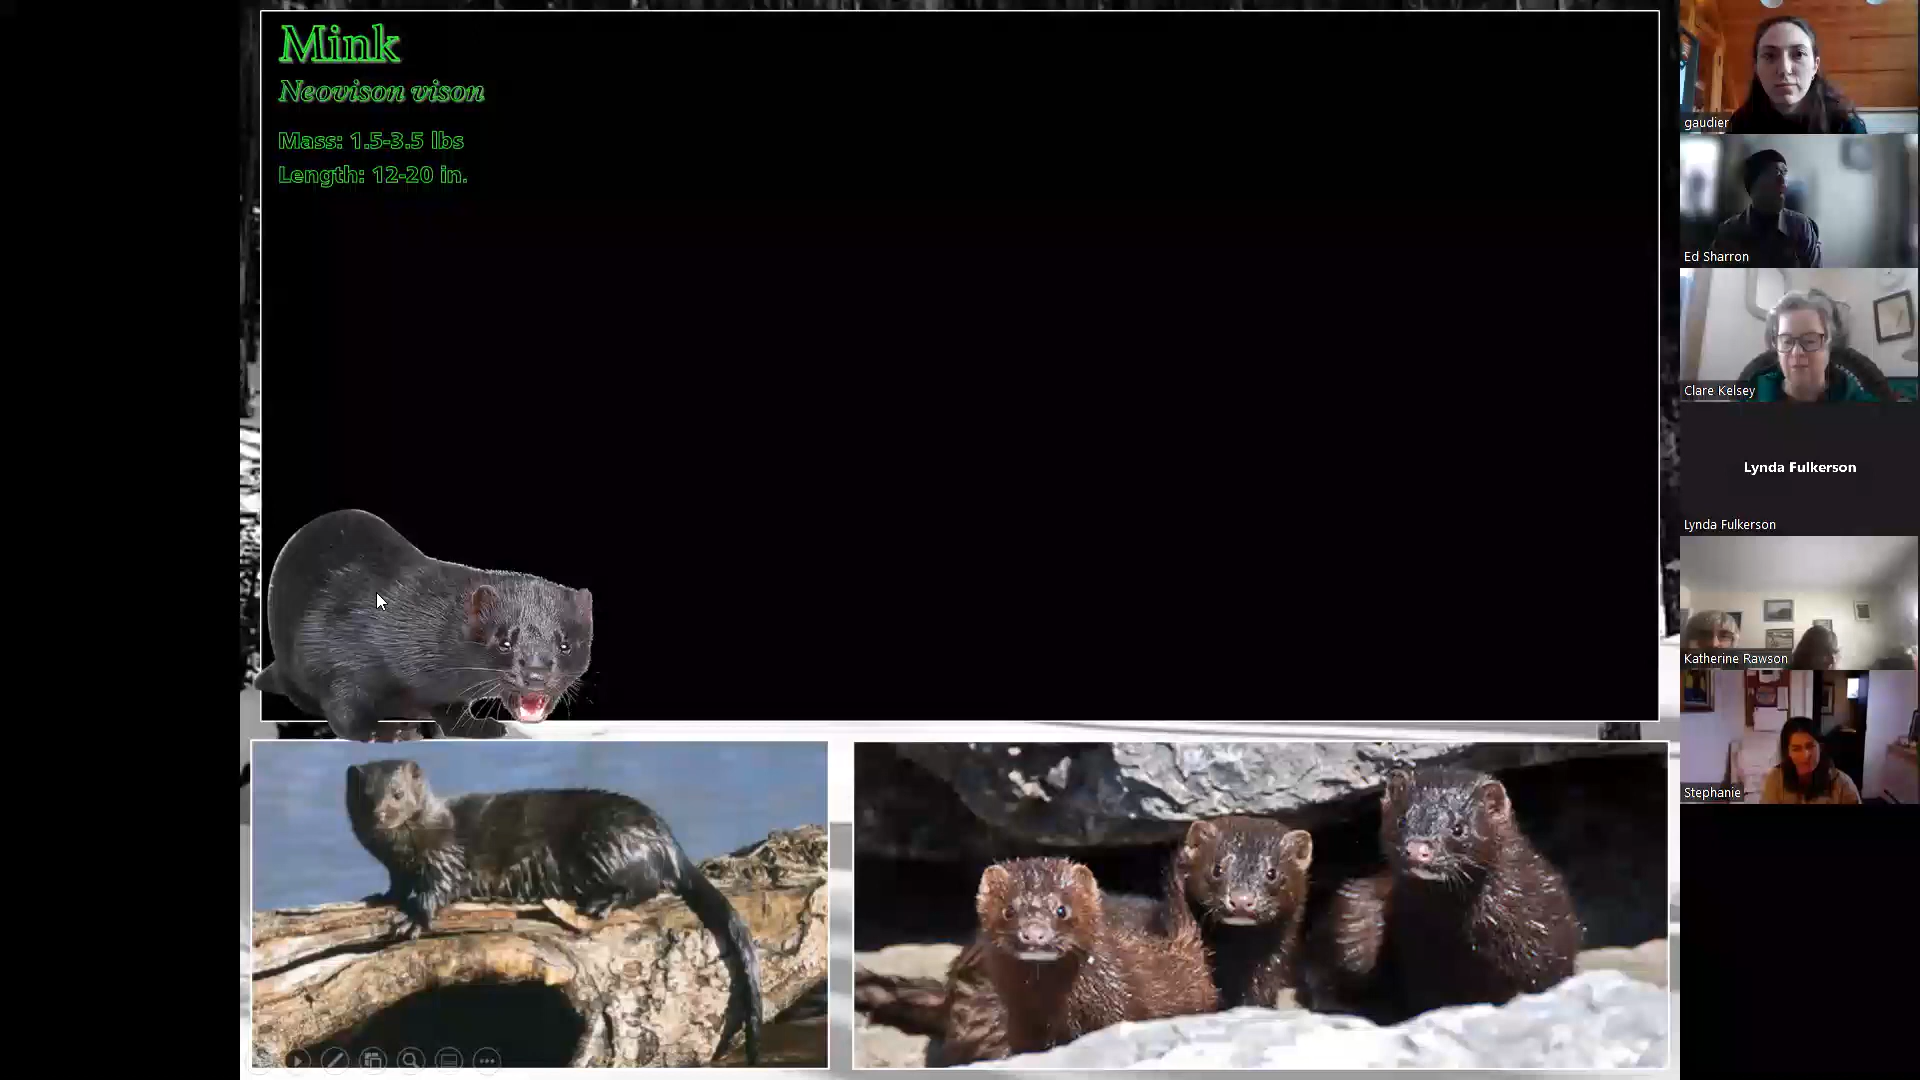 Mink
Neovison vison
Mass: 1.5-3.5 lbs
Length: 12-20 in.
gaudier
Ed Sharron
Clare Kelsey
Lynda Fulkerson
Lynda Fulkerson
Katherine Rawson
Stephanie